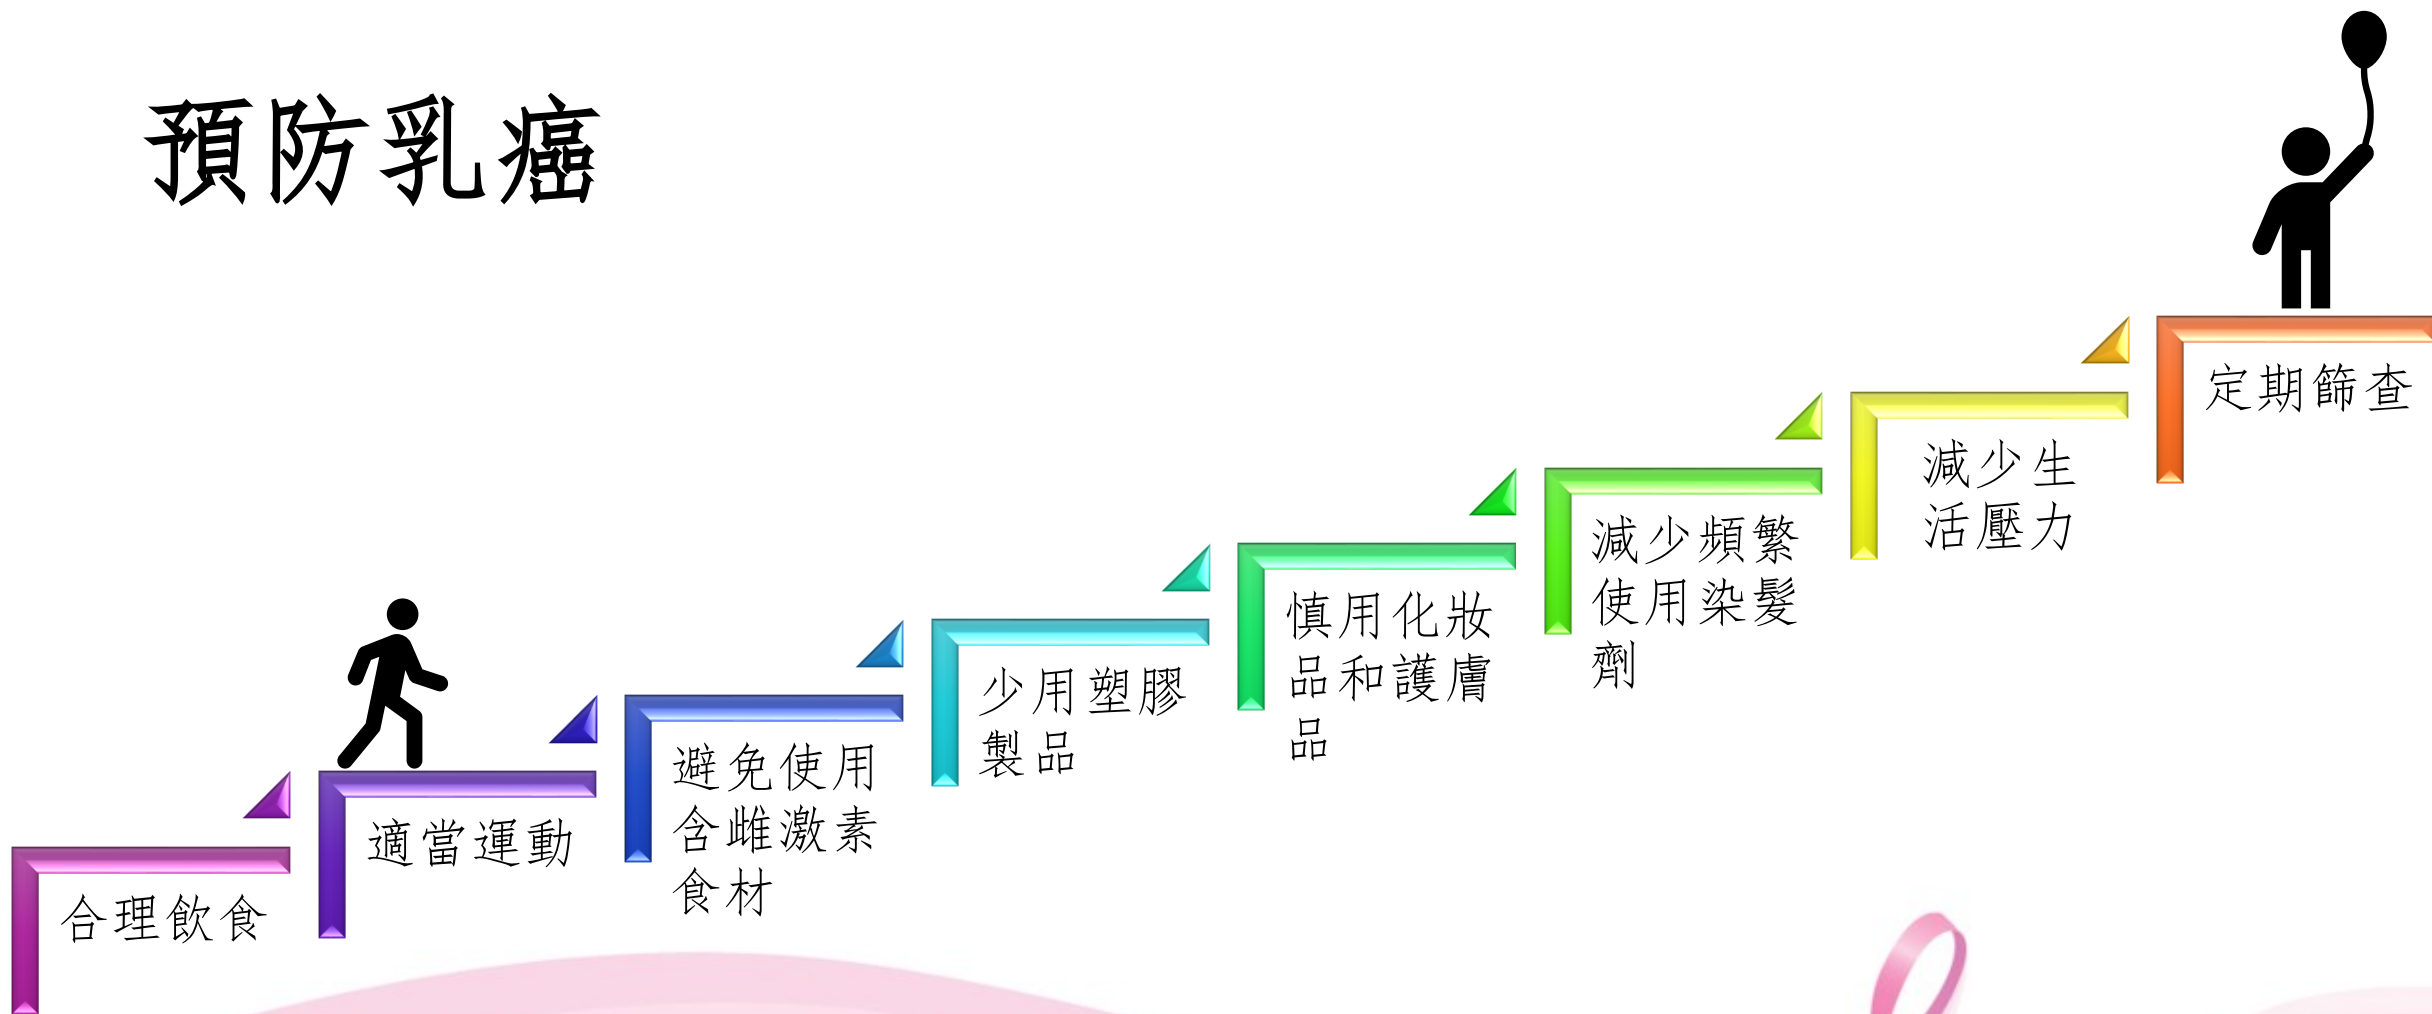 預防乳癌
合理飲食
適當運動
避免使用
含雌激素
食材
少用塑膠
製品
慎用化妝
品和護膚
品
減少頻繁
使用染髮
劑
減少生
活壓力
定期篩查